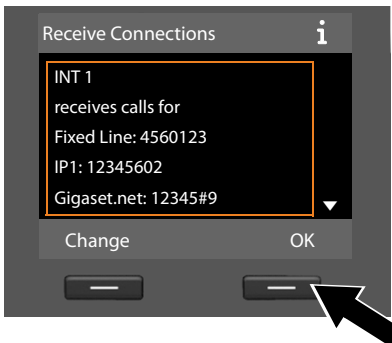 Receive Connections i
INT 1
receives calls for
Fixed Line: 4560123
IP1: 12345602
Gigaset.net: 12345#9
Change OK